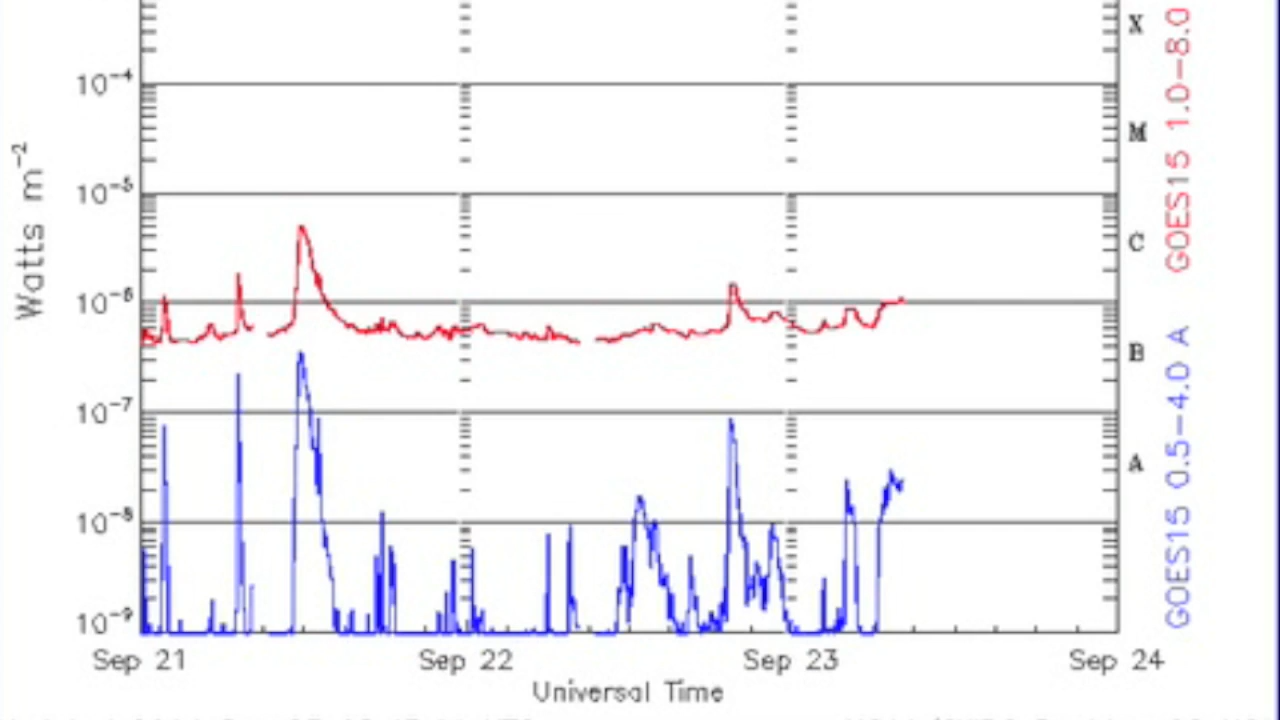 X
10⁻⁴
M
10⁻⁵
C
10⁻⁶
B
10⁻⁷
A
10⁻⁸
10⁻⁹
Watts m⁻²
GOES15 1.0-8.0
GOES15 0.5-4.0 A
Sep 21 Sep 22 Sep 23 Sep 24
Universal Time